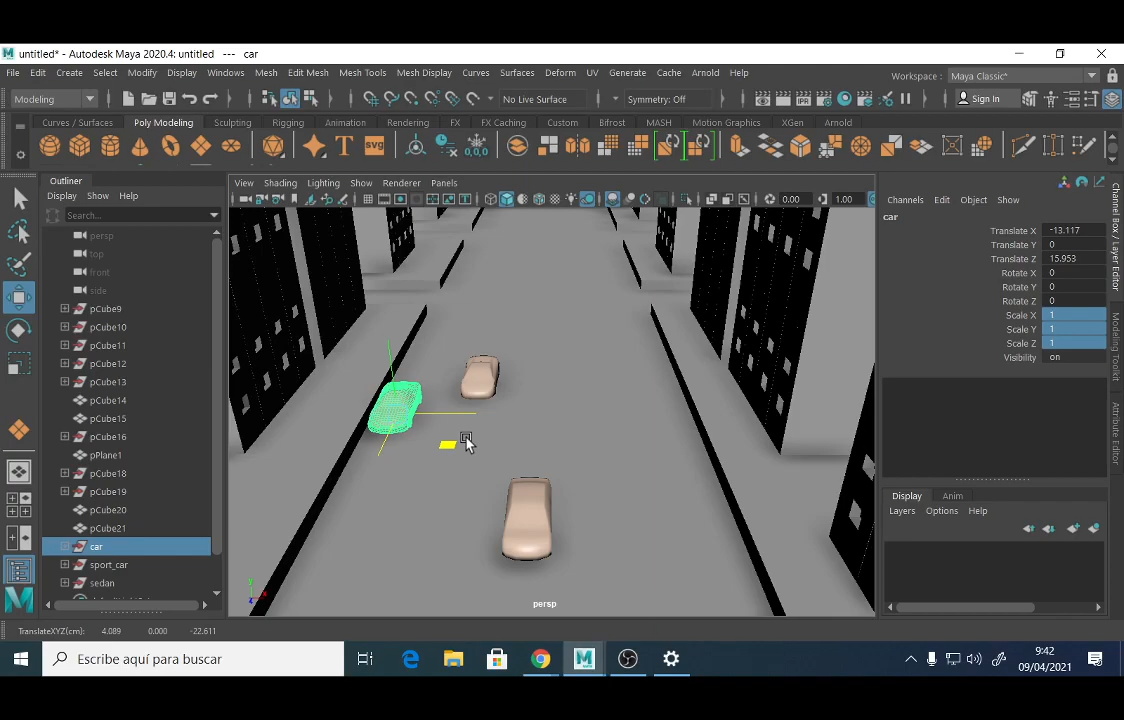 untitled* - Autodesk Maya 2020.4: untitled --- car
File Edit Create Select Modify Display Windows Mesh Edit Mesh Mesh Tools Mesh Display Curves Surfaces Deform UV Generate Cache Arnold Help
Workspace : Maya Classic*
Modeling
No Live Surface
Symmetry: Off
Sign In
Curves / Surfaces Poly Modeling Sculpting Rigging Animation Rendering FX FX Caching Custom Bifrost MASH Motion Graphics XGen Arnold
SVG
0,0,0
Outliner
Display Show Help
Search...
persp
top
front
side
pCube9
pCube10
pCube11
pCube12
pCube13
pCube14
pCube15
pCube16
pPlane1
pCube18
pCube19
pCube20
pCube21
car
sport_car
sedan
View Shading Lighting Show Renderer Panels
0.00
1.00
persp
Channels Edit Object Show
car
Translate X -13.117
Translate Y 0
Translate Z 15.953
Rotate X 0
Rotate Y 0
Rotate Z 0
Scale X 1
Scale Y 1
Scale Z 1
Visibility on
Display Anim
Layers Options Help
Channel Box / Layer Editor
Modeling Toolkit
Attribute Editor
TranslateXYZ(cm): 4.089 0.000 -22.611
Escribe aquí para buscar
9:42
09/04/2021